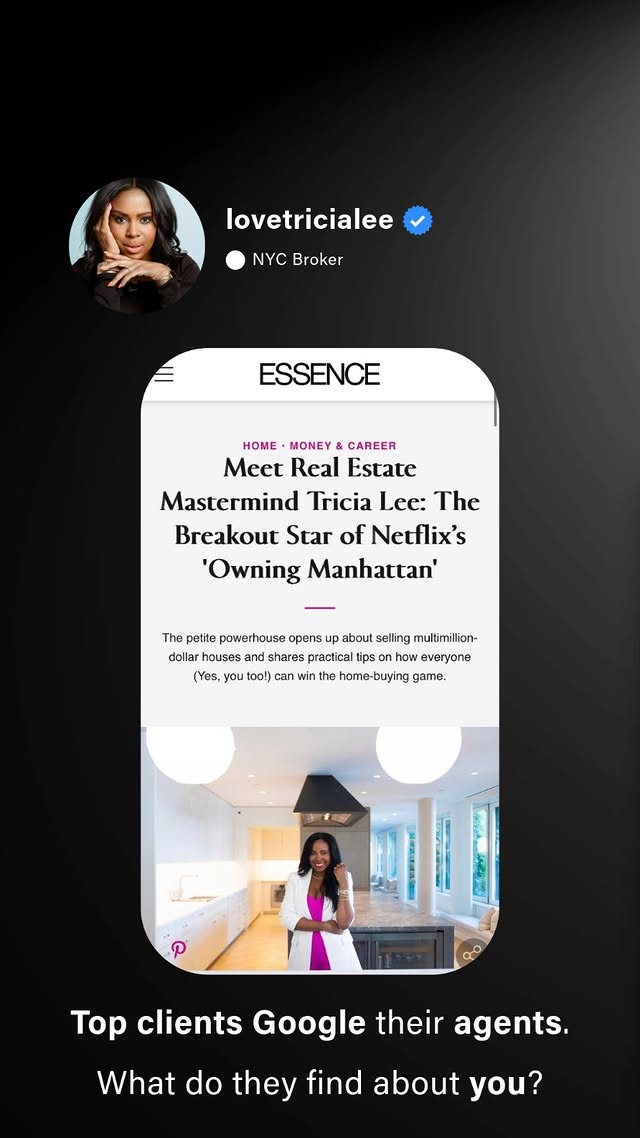 lovetricialee
NYC Broker
ESSENCE
HOME · MONEY & CAREER
Meet Real Estate
Mastermind Tricia Lee: The
Breakout Star of Netflix’s
'Owning Manhattan'
The petite powerhouse opens up about selling multimillion-
dollar houses and shares practical tips on how everyone
(Yes, you too!) can win the home-buying game.
Top clients Google their agents.
What do they find about you?